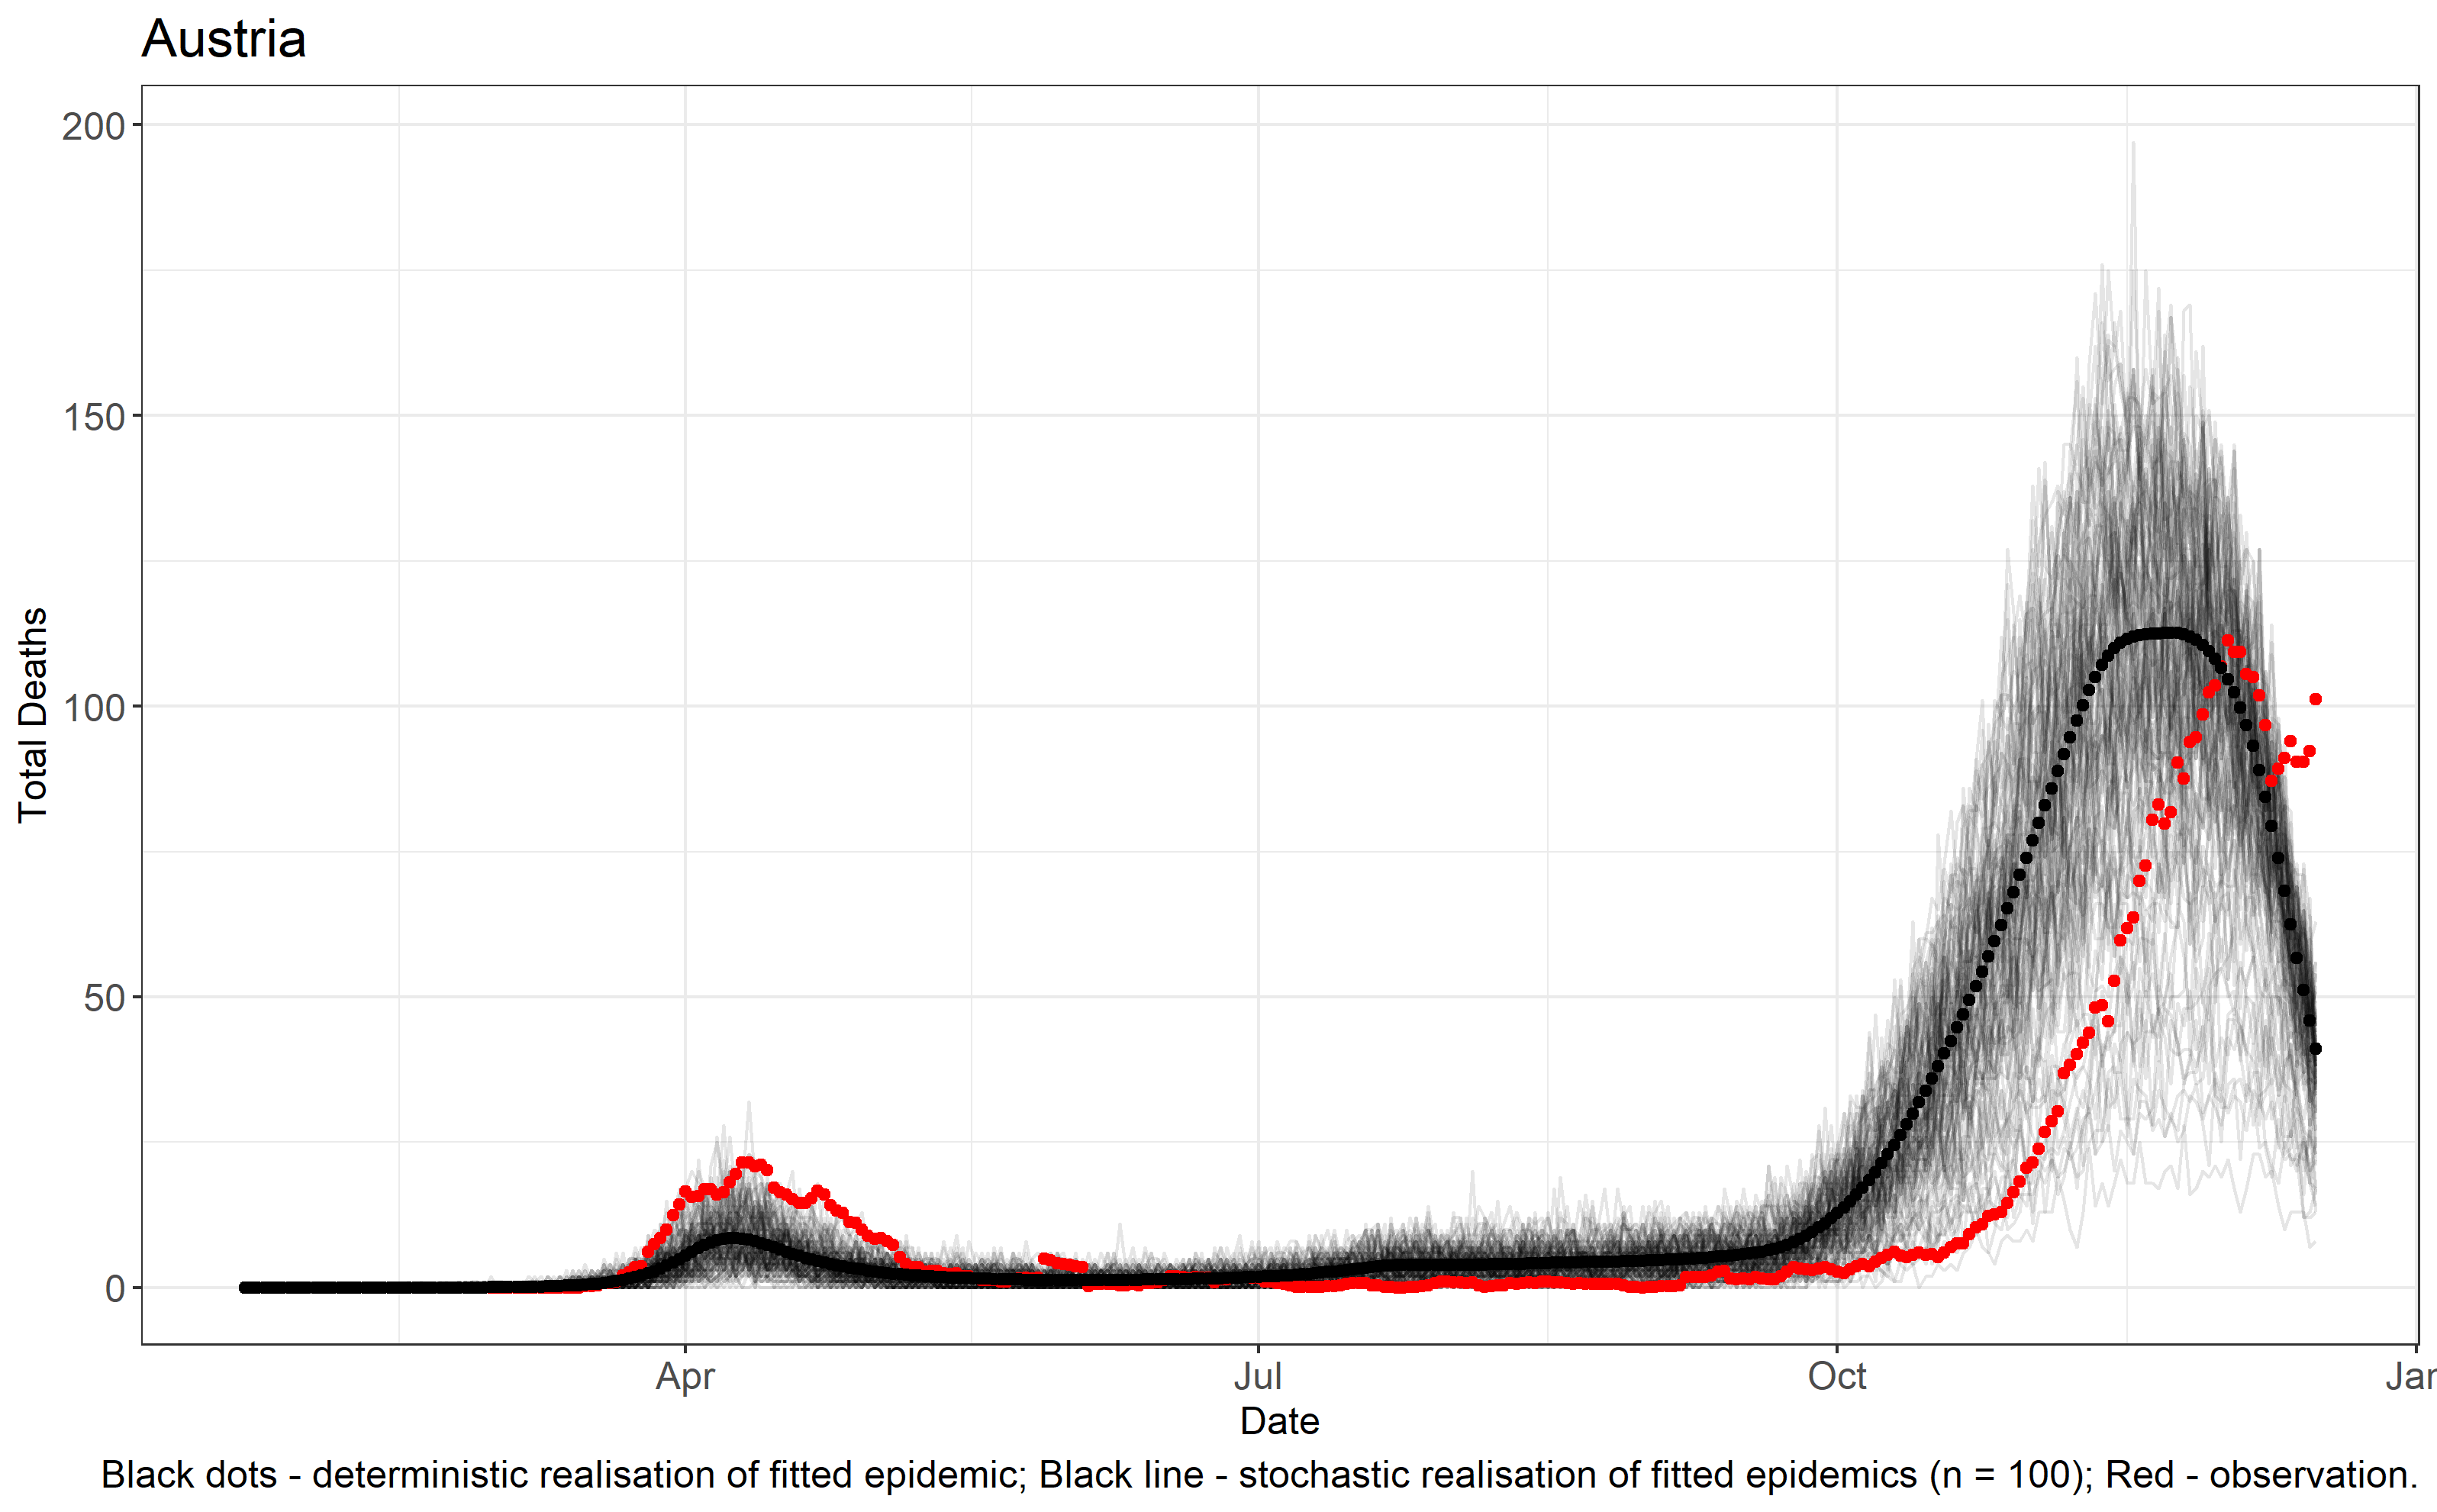 Austria
200
150
100
50
0
Total Deaths
Apr
Jul
Oct
Jan
Date
Black dots - deterministic realisation of fitted epidemic; Black line - stochastic realisation of fitted epidemics (n = 100); Red - observation.